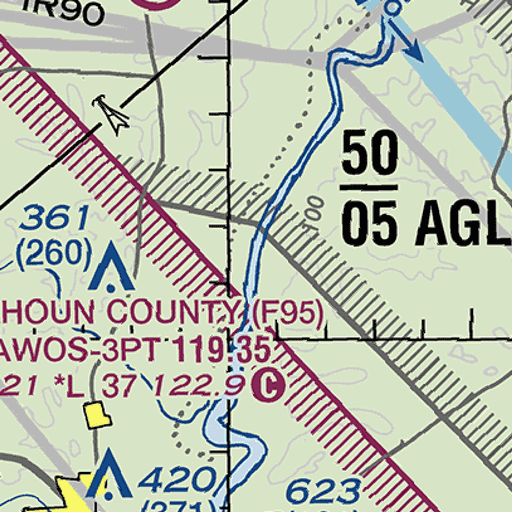 IR90
50
05 AGL
100
361
(260)
HOUN COUNTY (F95)
AWOS-3PT 119.35
21 *L 37 122.9 C
420
(271)
623